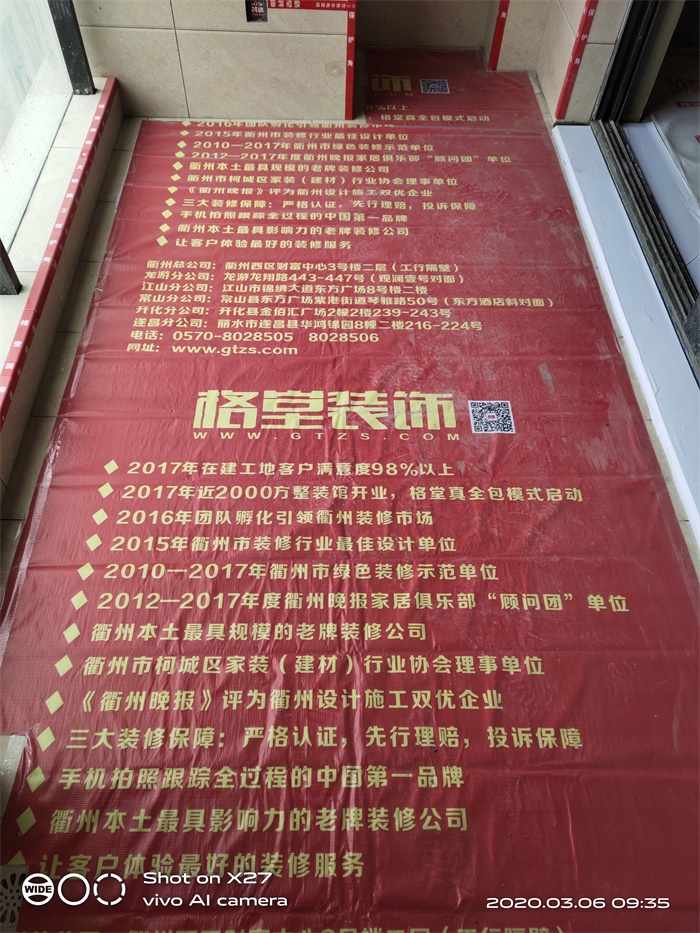 装饰
8%以上
格堂真全包模式启动
2016年团队孵化引领衢州装修市场
2015年衢州市装修行业最佳设计单位
2010—2017年衢州市绿色装修示范单位
2012—2017年度衢州晚报家居俱乐部“顾问团”单位
衢州本土最具规模的老牌装修公司
衢州市柯城区家装（建材）行业协会理事单位
《衢州晚报》评为衢州设计施工双优企业
三大装修保障：严格认证，先行理赔，投诉保障
手机拍照跟踪全过程的中国第一品牌
衢州本土最具影响力的老牌装修公司
让客户体验最好的装修服务
衢州总公司：衢州西区财富中心3号楼二层（工行隔壁）
龙游分公司：龙游龙翔路443-447号（观澜壹号对面）
江山分公司：江山市锦绣大道东方广场8号楼二楼
常山分公司：常山县东方广场紫港街道琴雅路50号（东方酒店斜对面）
开化分公司：开化县金佰汇广场2幢2楼239-243号
遂昌分公司：丽水市遂昌县华鸿锦园8幢二楼216-224号
电话：0570-8028505 8028506
网址：www.gtzs.com
格堂装饰
WWW.GTZS.COM
2017年在建工地客户满意度98%以上
2017年近2000方整装馆开业，格堂真全包模式启动
2016年团队孵化引领衢州装修市场
2015年衢州市装修行业最佳设计单位
2010—2017年衢州市绿色装修示范单位
2012—2017年度衢州晚报家居俱乐部“顾问团”单位
衢州本土最具规模的老牌装修公司
衢州市柯城区家装（建材）行业协会理事单位
《衢州晚报》评为衢州设计施工双优企业
三大装修保障：严格认证，先行理赔，投诉保障
手机拍照跟踪全过程的中国第一品牌
衢州本土最具影响力的老牌装修公司
让客户体验最好的装修服务
WIDE
Shot on X27
vivo AI camera
2020.03.06 09:35